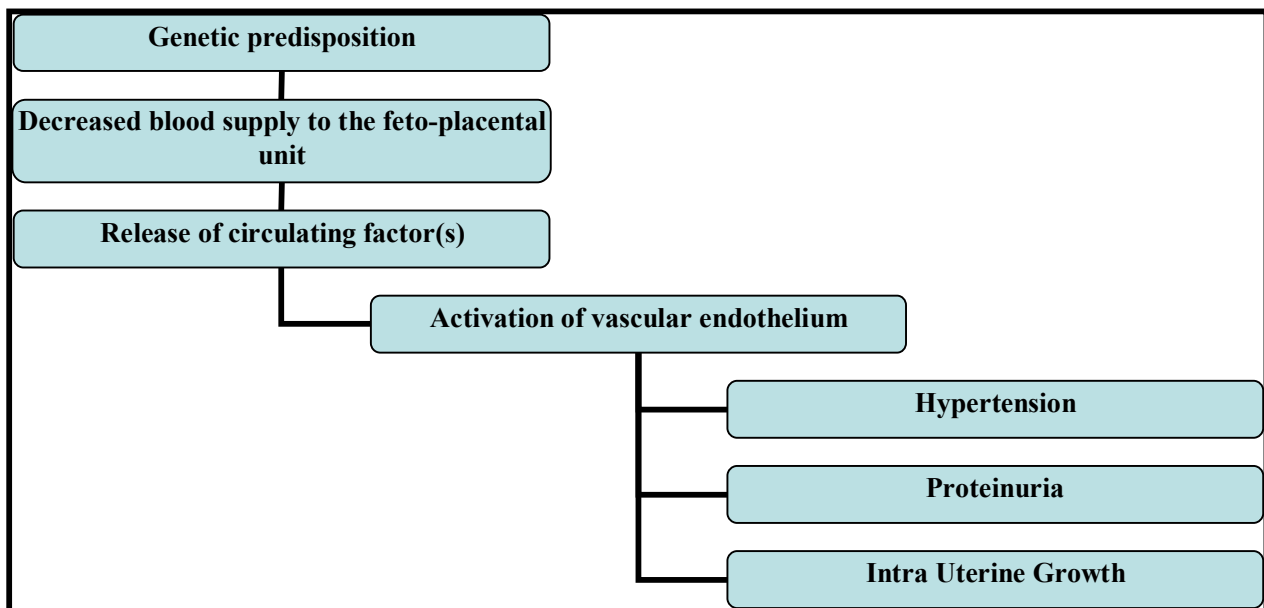 Genetic predisposition
Decreased blood supply to the feto-placental
unit
Release of circulating factor(s)
Activation of vascular endothelium
Hypertension
Proteinuria
Intra Uterine Growth